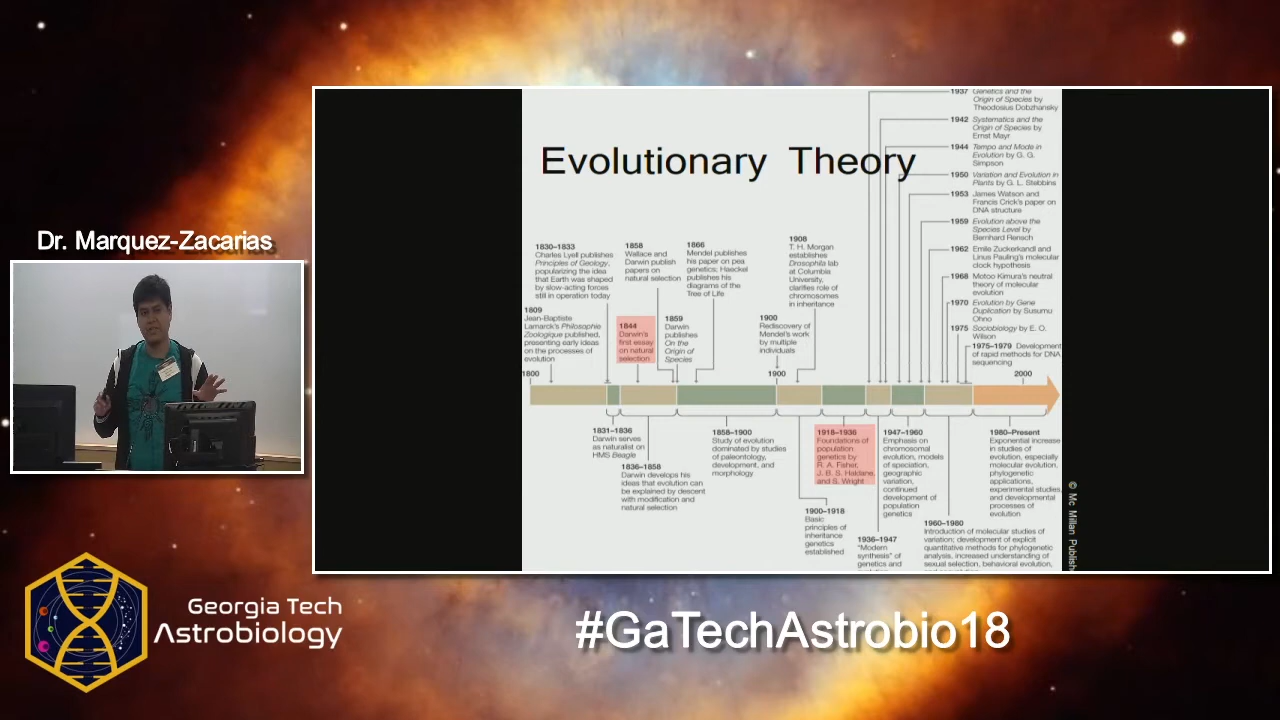 Dr. Marquez-Zacarias
Evolutionary Theory
1937 Genetics and the
Origin of Species by
Theodosius Dobzhansky
1942 Systematics and the
Origin of Species by
Ernst Mayr
1944 Tempo and Mode in
Evolution by G. G.
Simpson
1950 Variation and Evolution in
Plants by G. L. Stebbins
1953 James Watson and
Francis Crick's paper on
DNA structure
1959 Evolution above the
Species Level by
Bernhard Rensch
1962 Emile Zuckerkandl and
Linus Pauling's molecular
clock hypothesis
1968 Motoo Kimura's neutral
theory of molecular
evolution
1970 Evolution by Gene
Duplication by Susumu
Ohno
1975 Sociobiology by E. O.
Wilson
1975–1979 Development
of rapid methods for DNA
sequencing
1830–1833
Charles Lyell publishes
Principles of Geology,
popularizing the idea
that Earth was shaped
by slow-acting forces
still in operation today
1858
Wallace and
Darwin publish
papers on
natural selection
1866
Mendel publishes
his paper on pea
genetics; Haeckel
publishes his
diagrams of the
Tree of Life
1908
T. H. Morgan
establishes
Drosophila lab
at Columbia
University,
clarifies role of
chromosomes
in inheritance
1809
Jean-Baptiste
Lamarck's Philosophie
Zoologique published,
presenting early ideas
on the processes of
evolution
1844
Darwin's
first essay
on natural
selection
1859
Darwin
publishes
On the
Origin of
Species
1900
Rediscovery of
Mendel's work
by multiple
individuals
1800
1900
2000
1831–1836
Darwin serves
as naturalist on
HMS Beagle
1836–1858
Darwin develops his
ideas that evolution can
be explained by descent
with modification and
natural selection
1858–1900
Study of evolution
dominated by studies
of paleontology,
development, and
morphology
1900–1918
Basic
principles of
inheritance
genetics
established
1918–1936
Foundations of
population
genetics by
R. A. Fisher,
J. B. S. Haldane,
and S. Wright
1936–1947
"Modern
synthesis" of
genetics and
1947–1960
Emphasis on
chromosomal
evolution, models
of speciation,
geographic
variation,
continued
development of
population
genetics
1960–1980
Introduction of molecular studies of
variation; development of explicit
quantitative methods for phylogenetic
analysis, increased understanding of
sexual selection, behavioral evolution,
1980–Present
Exponential increase
in studies of
evolution, especially
molecular evolution,
phylogenetic
applications,
experimental studies,
and developmental
processes of
evolution
© Mc Millan Publish
Georgia Tech
Astrobiology
#GaTechAstrobio18